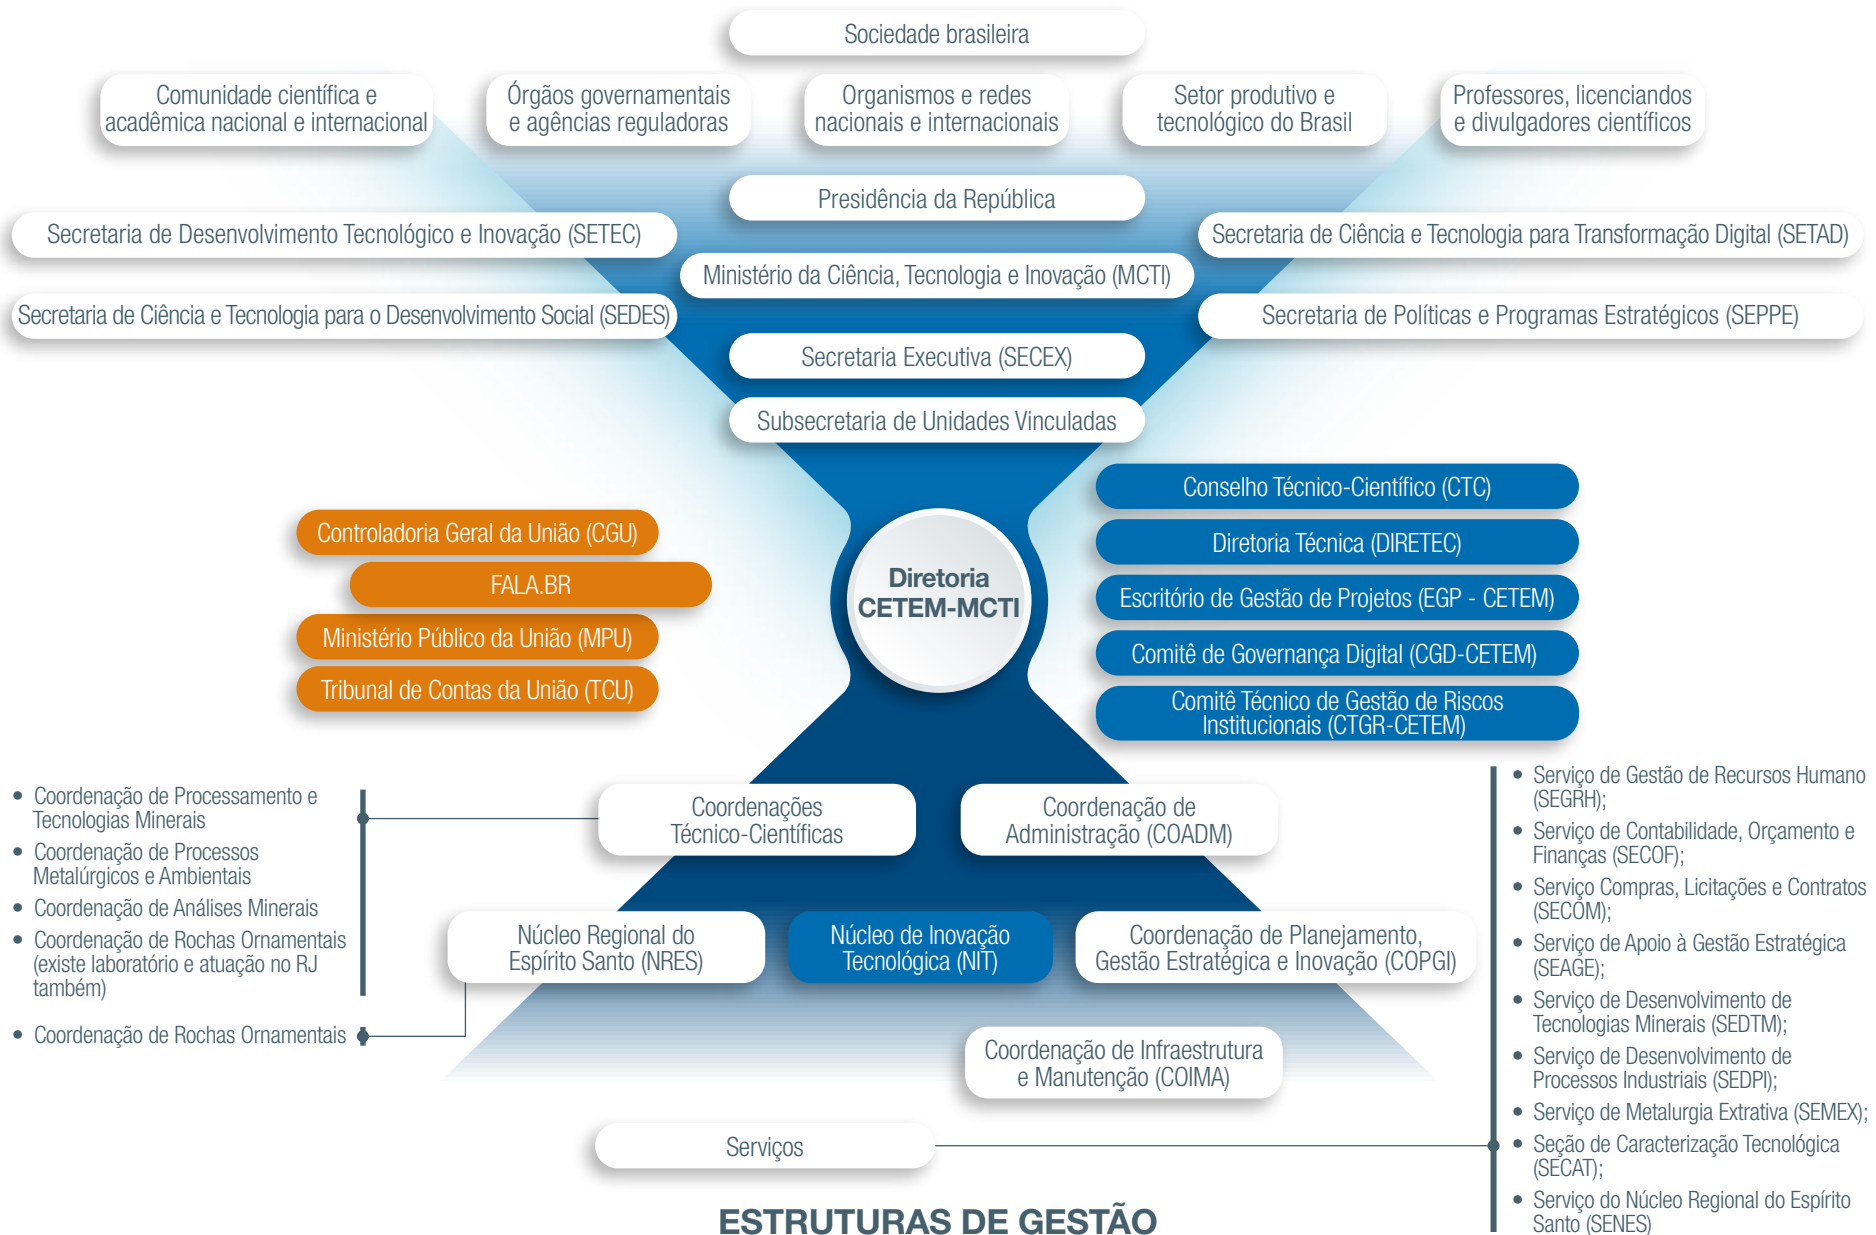 Sociedade brasileira
Comunidade científica e
acadêmica nacional e internacional
Órgãos governamentais
e agências reguladoras
Organismos e redes
nacionais e internacionais
Setor produtivo e
tecnológico do Brasil
Professores, licenciandos
e divulgadores científicos
Presidência da República
Secretaria de Desenvolvimento Tecnológico e Inovação (SETEC)
Secretaria de Ciência e Tecnologia para Transformação Digital (SETAD)
Ministério da Ciência, Tecnologia e Inovação (MCTI)
Secretaria de Ciência e Tecnologia para o Desenvolvimento Social (SEDES)
Secretaria de Políticas e Programas Estratégicos (SEPPE)
Secretaria Executiva (SECEX)
Subsecretaria de Unidades Vinculadas
Controladoria Geral da União (CGU)
FALA.BR
Ministério Público da União (MPU)
Tribunal de Contas da União (TCU)
Diretoria
CETEM-MCTI
Conselho Técnico-Científico (CTC)
Diretoria Técnica (DIRETEC)
Escritório de Gestão de Projetos (EGP - CETEM)
Comitê de Governança Digital (CGD-CETEM)
Comitê Técnico de Gestão de Riscos
Institucionais (CTGR-CETEM)
• Coordenação de Processamento e
Tecnologias Minerais
• Coordenação de Processos
Metalúrgicos e Ambientais
• Coordenação de Análises Minerais
• Coordenação de Rochas Ornamentais
(existe laboratório e atuação no RJ
também)
• Coordenação de Rochas Ornamentais
Coordenações
Técnico-Científicas
Coordenação de
Administração (COADM)
Núcleo Regional do
Espírito Santo (NRES)
Núcleo de Inovação
Tecnológica (NIT)
Coordenação de Planejamento,
Gestão Estratégica e Inovação (COPGI)
Coordenação de Infraestrutura
e Manutenção (COIMA)
Serviços
• Serviço de Gestão de Recursos Humano
(SEGRH);
• Serviço de Contabilidade, Orçamento e
Finanças (SECOF);
• Serviço Compras, Licitações e Contratos
(SECOM);
• Serviço de Apoio à Gestão Estratégica
(SEAGE);
• Serviço de Desenvolvimento de
Tecnologias Minerais (SEDTM);
• Serviço de Desenvolvimento de
Processos Industriais (SEDPI);
• Serviço de Metalurgia Extrativa (SEMEX);
• Seção de Caracterização Tecnológica
(SECAT);
• Serviço do Núcleo Regional do Espírito
Santo (SENES)
ESTRUTURAS DE GESTÃO